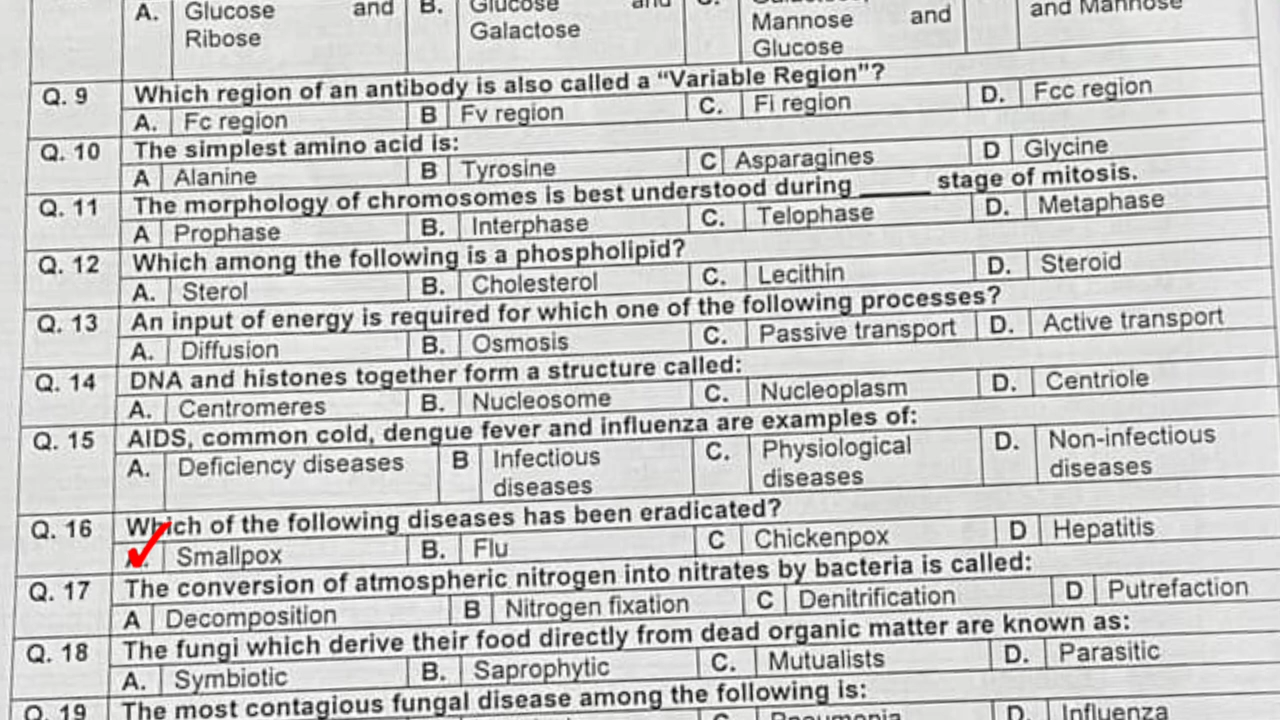 A. Glucose and Ribose B. Glucose and Galactose Mannose and Glucose and Mannose
Q. 9 Which region of an antibody is also called a “Variable Region”?
A. Fc region B Fv region C. Fi region D. Fcc region
Q. 10 The simplest amino acid is:
A Alanine B Tyrosine C Asparagines D Glycine
Q. 11 The morphology of chromosomes is best understood during _____ stage of mitosis.
A Prophase B. Interphase C. Telophase D. Metaphase
Q. 12 Which among the following is a phospholipid?
A. Sterol B. Cholesterol C. Lecithin D. Steroid
Q. 13 An input of energy is required for which one of the following processes?
A. Diffusion B. Osmosis C. Passive transport D. Active transport
Q. 14 DNA and histones together form a structure called:
A. Centromeres B. Nucleosome C. Nucleoplasm D. Centriole
Q. 15 AIDS, common cold, dengue fever and influenza are examples of:
A. Deficiency diseases B Infectious diseases C. Physiological diseases D. Non-infectious diseases
Q. 16 Which of the following diseases has been eradicated?
Smallpox B. Flu C Chickenpox D Hepatitis
Q. 17 The conversion of atmospheric nitrogen into nitrates by bacteria is called:
A Decomposition B Nitrogen fixation C Denitrification D Putrefaction
Q. 18 The fungi which derive their food directly from dead organic matter are known as:
A. Symbiotic B. Saprophytic C. Mutualists D. Parasitic
Q. 19 The most contagious fungal disease among the following is:
C Pneumonia D. Influenza